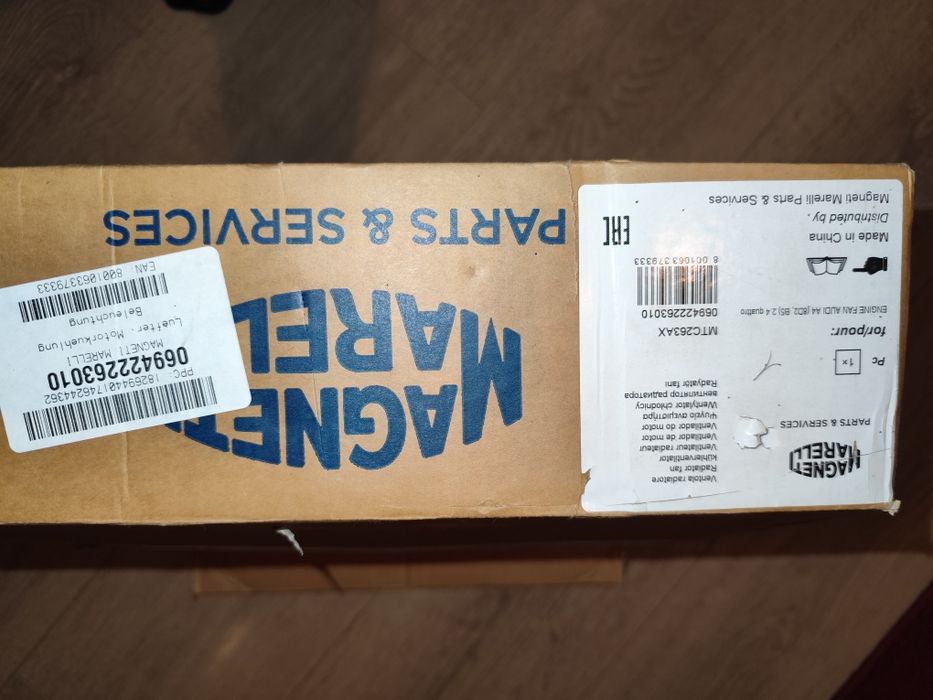 MAGNETI
MARELLI
PARTS & SERVICES
Ventola radiatore
Radiator fan
kühlerventilator
Ventilateur radiateur
Ventilador de motor
Ventilador do motor
Ψυγείο ανεμιστήρα
Wentylator chłodnicy
вентилятор радиатора
Radyatör fanı
1x
Pc
for/pour:
ENGINE FAN AUDI A4 (8D2, B5) 2.4 quattro
MTC263AX
069422263010
8 001063 379333
Made in China
Distributed by.
Magneti Marelli Parts & Services
EAC
MAGNETI
MARELLI
PARTS & SERVICES
PPC: 18269440174624436​2
069422263010
MAGNETI MARELLI
Luefter, Motorkuehlung
Beleuchtung
EAN: 8001063379333